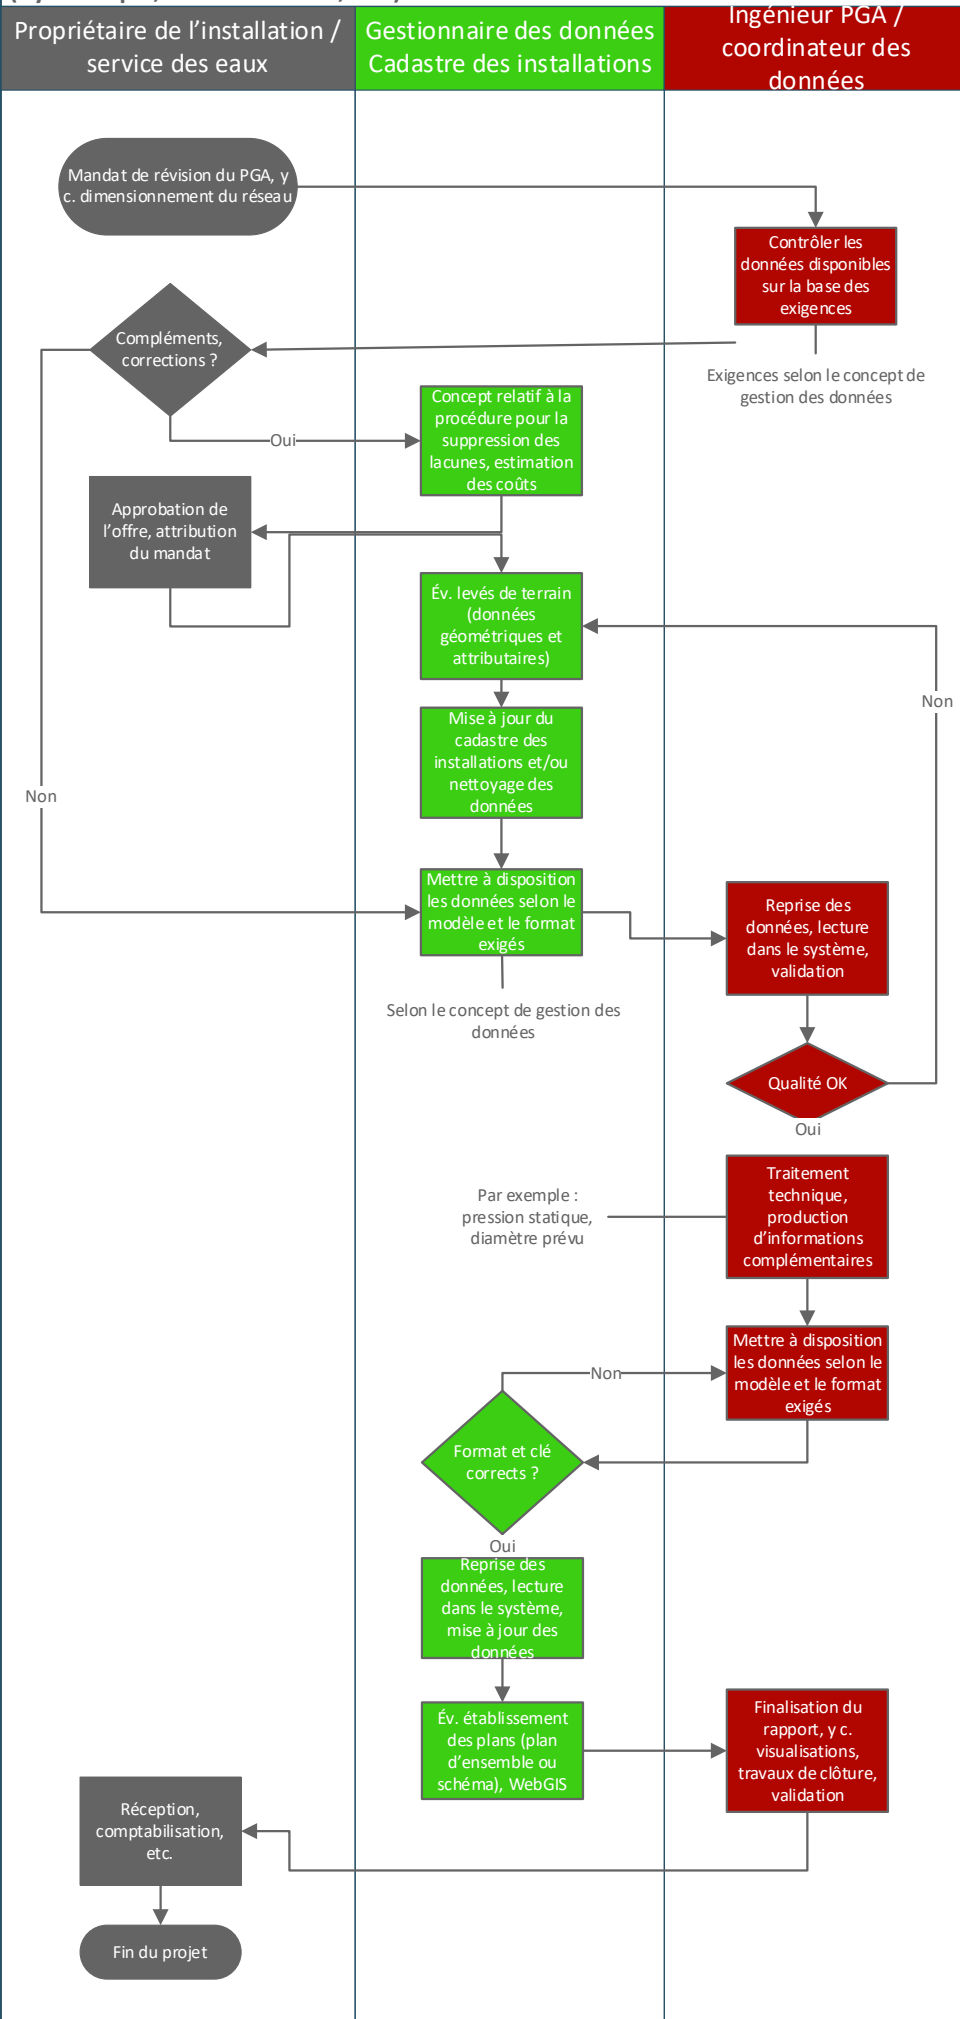 Propriétaire de l’installation /
service des eaux
Gestionnaire des données
Cadastre des installations
Ingénieur PGA /
coordinateur des
données
Mandat de révision du PGA, y
c. dimensionnement du réseau
Contrôler les
données disponibles
sur la base des
exigences
Compléments,
corrections ?
Exigences selon le concept de
gestion des données
Concept relatif à la
procédure pour la
suppression des
lacunes, estimation
des coûts
Oui
Approbation de
l’offre, attribution
du mandat
Év. levés de terrain
(données
géométriques et
attributaires)
Non
Mise à jour du
cadastre des
installations et/ou
nettoyage des
données
Non
Mettre à disposition
les données selon le
modèle et le format
exigés
Reprise des
données, lecture
dans le système,
validation
Selon le concept de gestion des
données
Qualité OK
Oui
Traitement
technique,
production
d’informations
complémentaires
Par exemple :
pression statique,
diamètre prévu
Mettre à disposition
les données selon le
modèle et le format
exigés
Non
Format et clé
corrects ?
Oui
Reprise des
données, lecture
dans le système,
mise à jour des
données
Év. établissement
des plans (plan
d’ensemble ou
schéma), WebGIS
Finalisation du
rapport, y c.
visualisations,
travaux de clôture,
validation
Réception,
comptabilisation,
etc.
Fin du projet